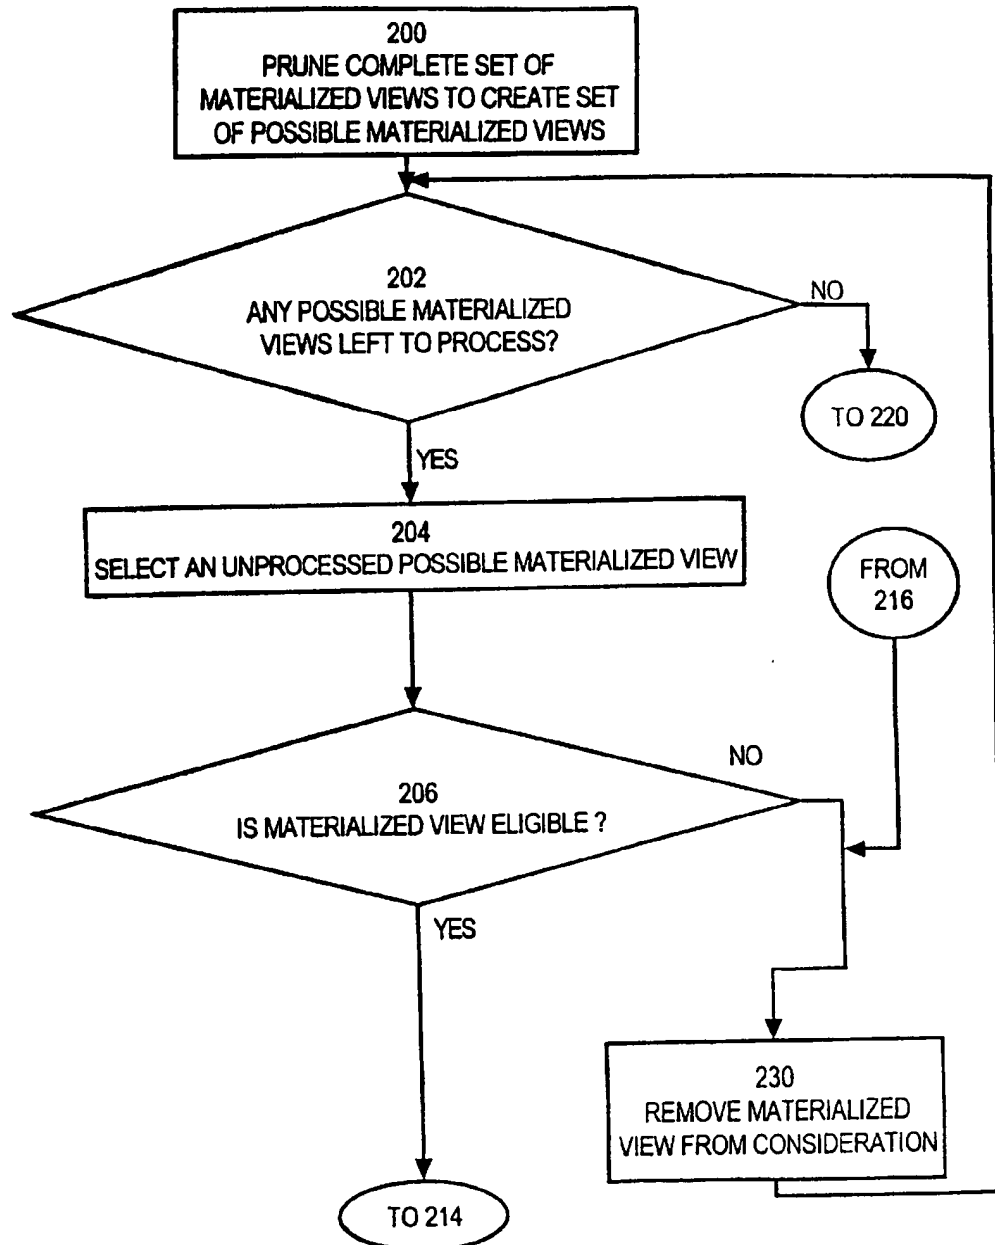 200
PRUNE COMPLETE SET OF
MATERIALIZED VIEWS TO CREATE SET
OF POSSIBLE MATERIALIZED VIEWS
202
ANY POSSIBLE MATERIALIZED
VIEWS LEFT TO PROCESS?
NO
TO 220
YES
204
SELECT AN UNPROCESSED POSSIBLE MATERIALIZED VIEW
FROM
216
NO
206
IS MATERIALIZED VIEW ELIGIBLE ?
YES
230
REMOVE MATERIALIZED
VIEW FROM CONSIDERATION
TO 214